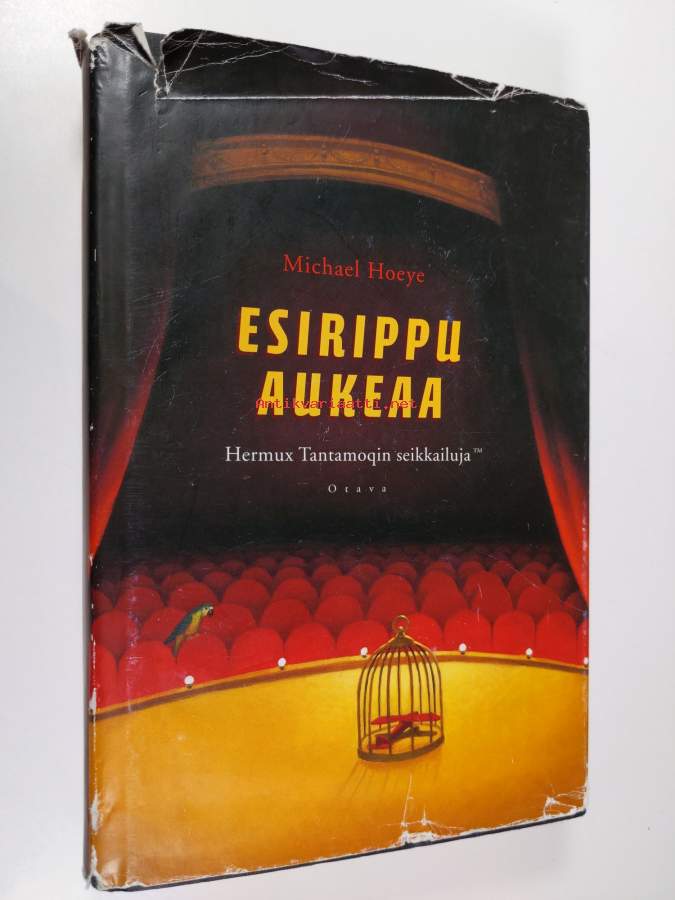 Michael Hoeye
ESIRIPPU
AUKEAA
Antikvariaatti.net
Hermux Tantamoqin seikkailuja™
Otava